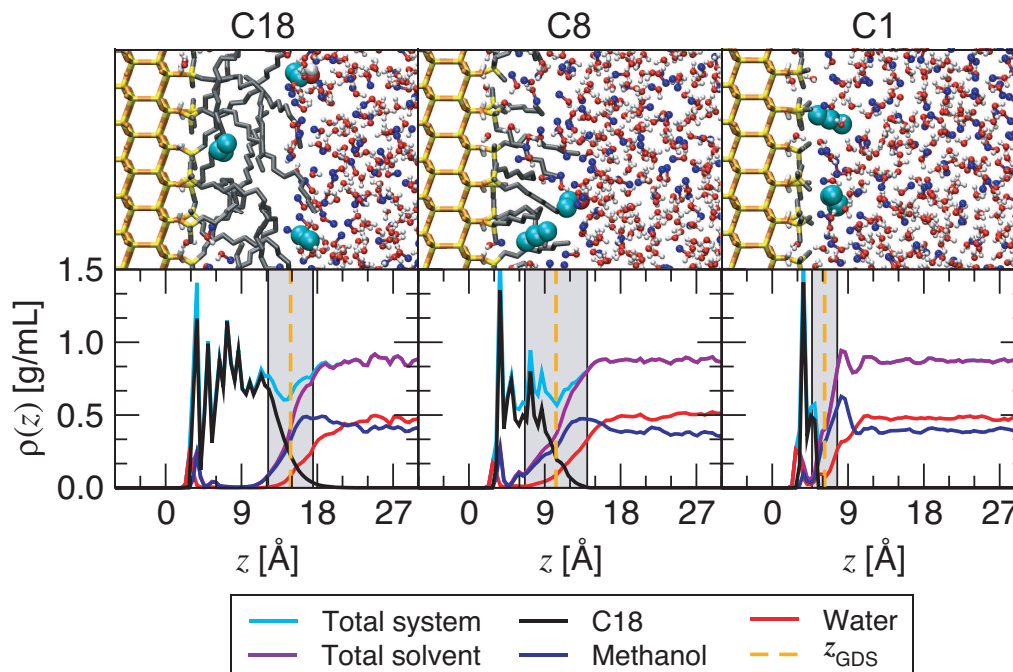 C18 C8 C1
1.5
1.0
0.5
0.0
ρ(z) [g/mL]
0 9 18 27 0 9 18 27 0 9 18 27
z [Å] z [Å] z [Å]
Total system C18 Water
Total solvent Methanol zGDS